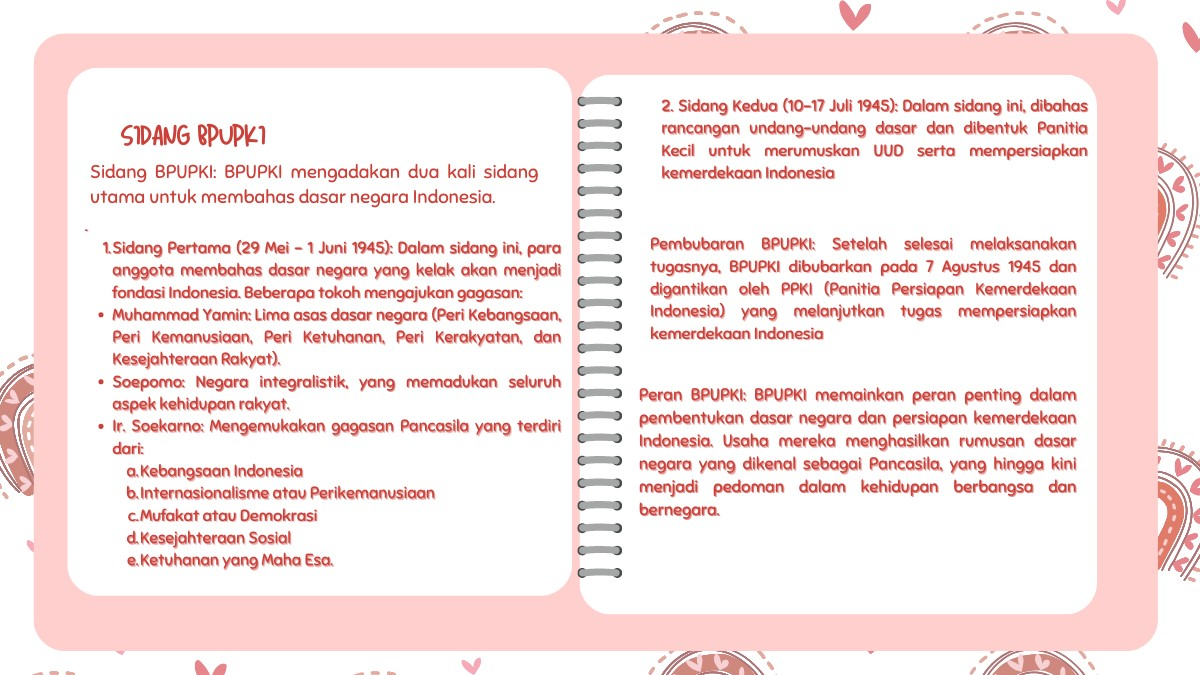 SIDANG BPUPKI
Sidang BPUPKI: BPUPKI mengadakan dua kali sidang
utama untuk membahas dasar negara Indonesia.
.
1.Sidang Pertama (29 Mei - 1 Juni 1945): Dalam sidang ini, para
anggota membahas dasar negara yang kelak akan menjadi
fondasi Indonesia. Beberapa tokoh mengajukan gagasan:
• Muhammad Yamin: Lima asas dasar negara (Peri Kebangsaan,
Peri Kemanusiaan, Peri Ketuhanan, Peri Kerakyatan, dan
Kesejahteraan Rakyat).
• Soepomo: Negara integralistik, yang memadukan seluruh
aspek kehidupan rakyat.
• Ir. Soekarno: Mengemukakan gagasan Pancasila yang terdiri
dari:
a.Kebangsaan Indonesia
b.Internasionalisme atau Perikemanusiaan
c.Mufakat atau Demokrasi
d.Kesejahteraan Sosial
e.Ketuhanan yang Maha Esa.
2. Sidang Kedua (10-17 Juli 1945): Dalam sidang ini, dibahas
rancangan undang-undang dasar dan dibentuk Panitia
Kecil untuk merumuskan UUD serta mempersiapkan
kemerdekaan Indonesia
Pembubaran BPUPKI: Setelah selesai melaksanakan
tugasnya, BPUPKI dibubarkan pada 7 Agustus 1945 dan
digantikan oleh PPKI (Panitia Persiapan Kemerdekaan
Indonesia) yang melanjutkan tugas mempersiapkan
kemerdekaan Indonesia
Peran BPUPKI: BPUPKI memainkan peran penting dalam
pembentukan dasar negara dan persiapan kemerdekaan
Indonesia. Usaha mereka menghasilkan rumusan dasar
negara yang dikenal sebagai Pancasila, yang hingga kini
menjadi pedoman dalam kehidupan berbangsa dan
bernegara.